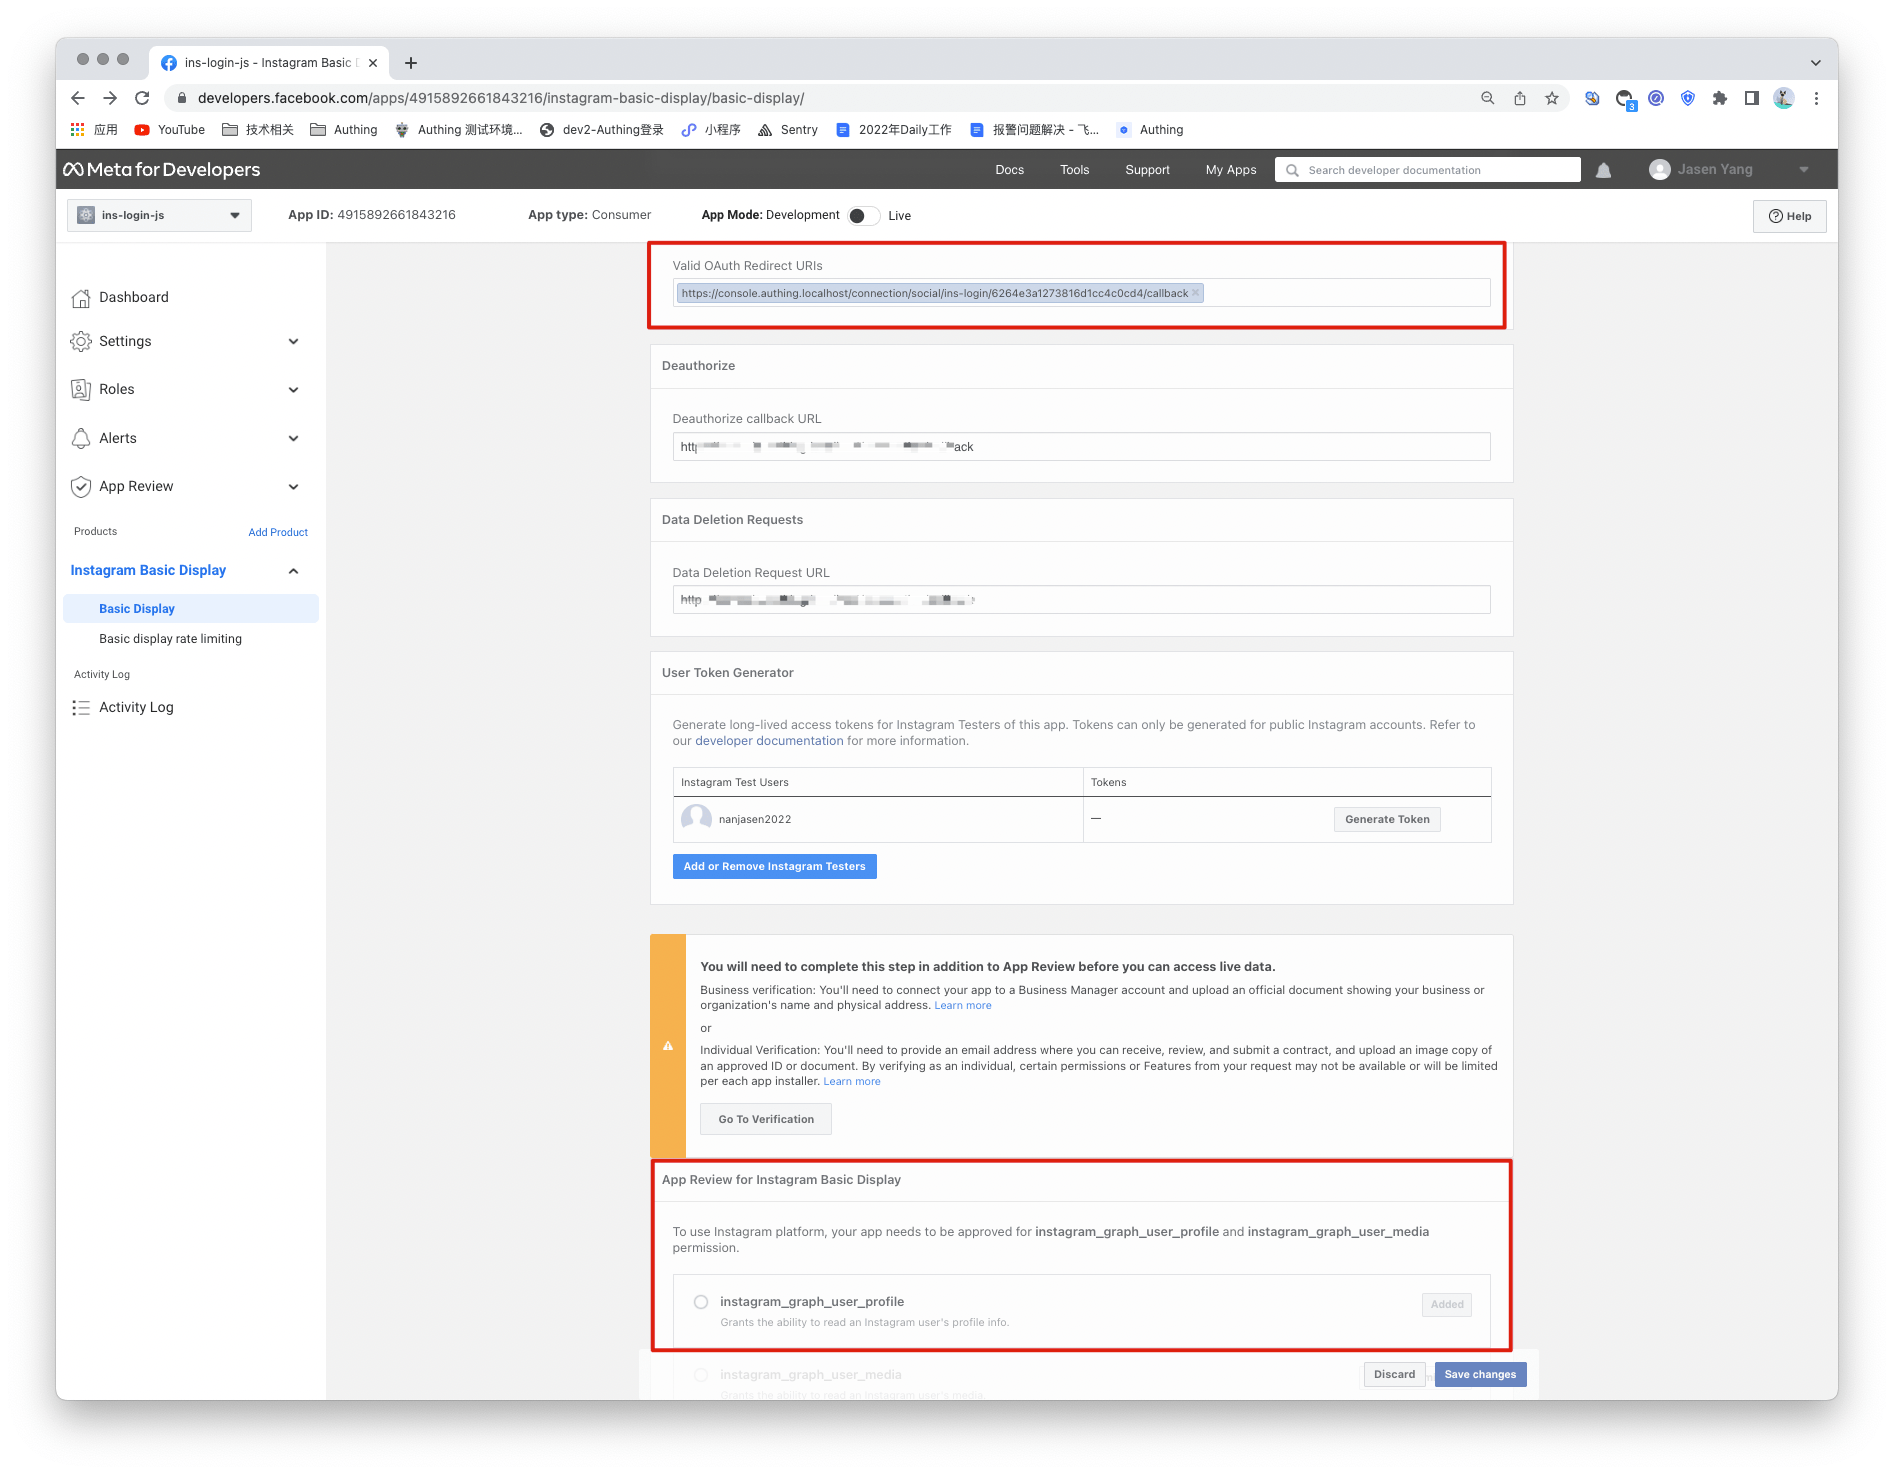 ins-login-js - Instagram Basic
developers.facebook.com/apps/4915892661843216/instagram-basic-display/basic-display/
3
应用 YouTube 技术相关 Authing Authing 测试环境... dev2-Authing登录 小程序 Sentry 2022年Daily工作 报警问题解决 - 飞... Authing
Meta for Developers Docs Tools Support My Apps Search developer documentation Jasen Yang
ins-login-js App ID: 4915892661843216 App type: Consumer App Mode: Development Live Help
Dashboard
Settings
Roles
Alerts
App Review
Products Add Product
Instagram Basic Display
Basic Display
Basic display rate limiting
Activity Log
Activity Log
Valid OAuth Redirect URIs
https://console.authing.localhost/connection/social/ins-login/6264e3a1273816d1cc4c0cd4/callback
Deauthorize
Deauthorize callback URL
Data Deletion Requests
Data Deletion Request URL
User Token Generator
Generate long-lived access tokens for Instagram Testers of this app. Tokens can only be generated for public Instagram accounts. Refer to
our developer documentation for more information.
Instagram Test Users Tokens
nanjasen2022 — Generate Token
Add or Remove Instagram Testers
You will need to complete this step in addition to App Review before you can access live data.
Business verification: You'll need to connect your app to a Business Manager account and upload an official document showing your business or
organization's name and physical address. Learn more
or
Individual Verification: You'll need to provide an email address where you can receive, review, and submit a contract, and upload an image copy of
an approved ID or document. By verifying as an individual, certain permissions or Features from your request may not be available or will be limited
per each app installer. Learn more
Go To Verification
App Review for Instagram Basic Display
To use Instagram platform, your app needs to be approved for instagram_graph_user_profile and instagram_graph_user_media
permission.
instagram_graph_user_profile Added
Grants the ability to read an Instagram user's profile info.
instagram_graph_user_media
Grants the ability to read an Instagram user's media.
Discard Save changes